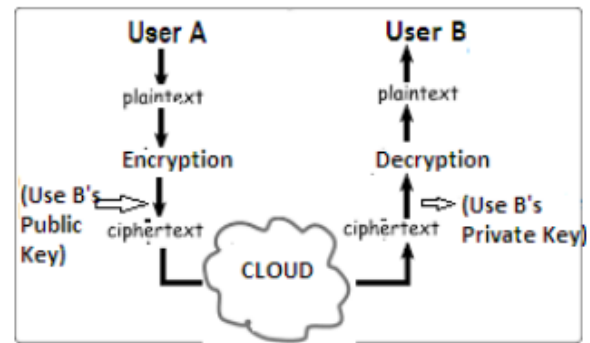 User A
plaintext
Encryption
(Use B's
Public
Key)
ciphertext
CLOUD
User B
plaintext
Decryption
(Use B's
Private Key)
ciphertext